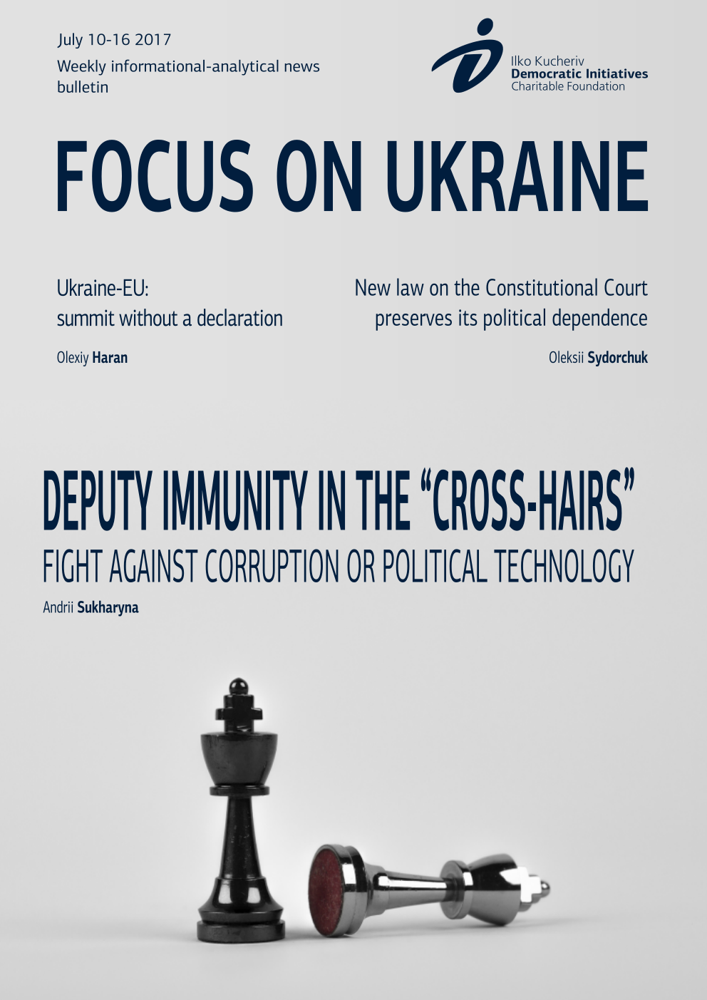 July 10-16 2017
Weekly informational-analytical news
bulletin
Ilko Kucheriv
Democratic Initiatives
Charitable Foundation
FOCUS ON UKRAINE
Ukraine-EU:
summit without a declaration
Olexiy Haran
New law on the Constitutional Court
preserves its political dependence
Oleksii Sydorchuk
DEPUTY IMMUNITY IN THE “CROSS-HAIRS”
FIGHT AGAINST CORRUPTION OR POLITICAL TECHNOLOGY
Andrii Sukharyna